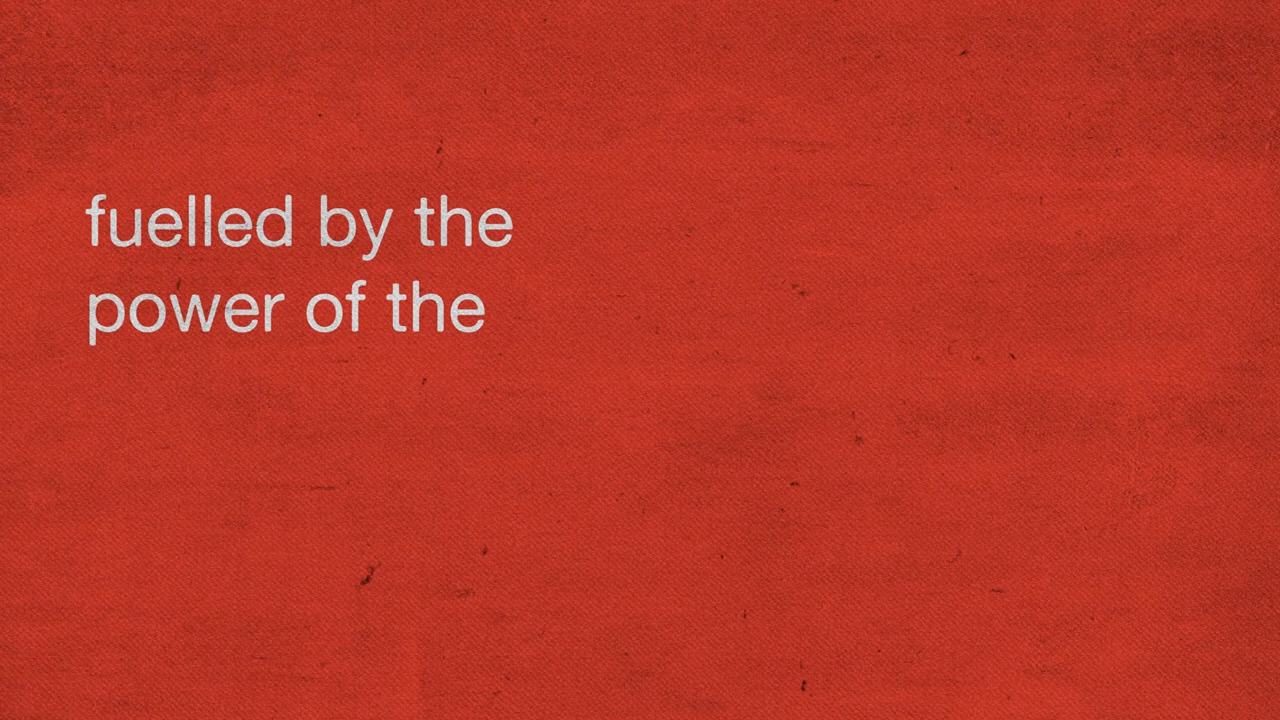 fuelled by the
power of the